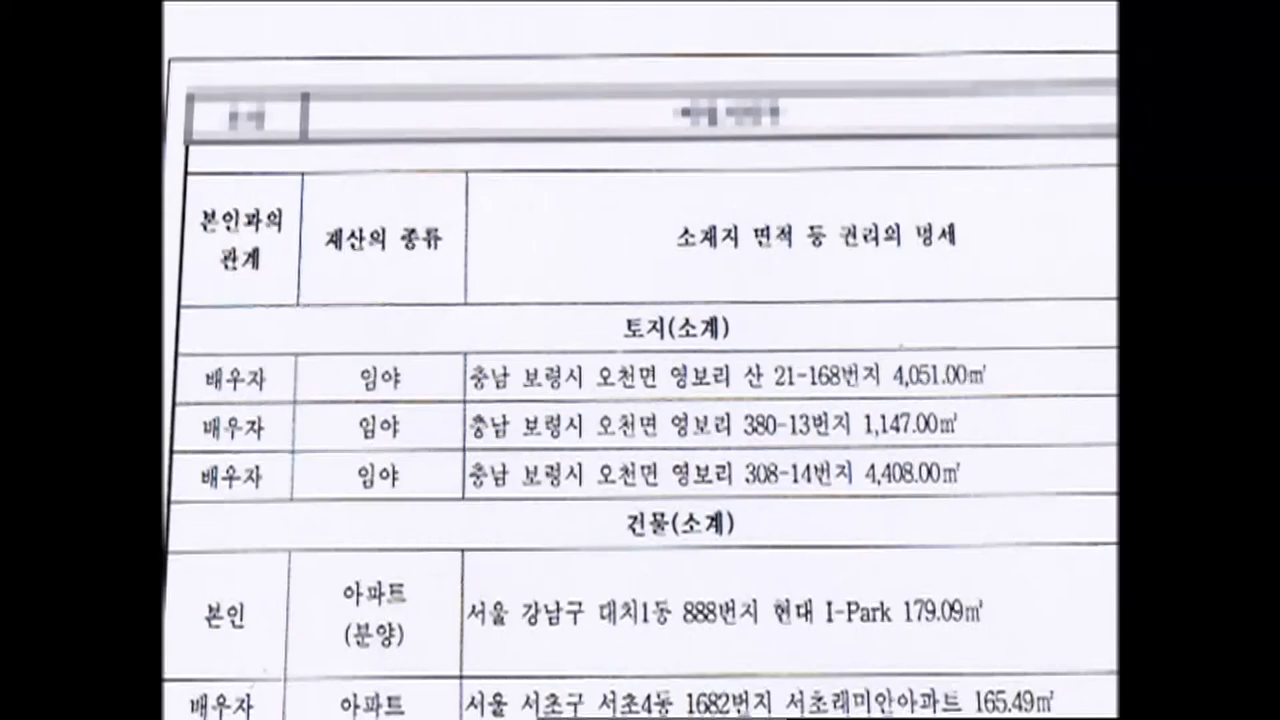 본인과의
관계
재산의 종류
소재지 면적 등 권리의 명세
토지(소계)
배우자 임야 충남 보령시 오천면 영보리 산 21-168번지 4,051.00㎡
배우자 임야 충남 보령시 오천면 영보리 380-13번지 1,147.00㎡
배우자 임야 충남 보령시 오천면 영보리 308-14번지 4,408.00㎡
건물(소계)
본인
아파트
(분양)
서울 강남구 대치1동 888번지 현대 I-Park 179.09㎡
배우자 아파트 서울 서초구 서초4동 1682번지 서초래미안아파트 165.49㎡